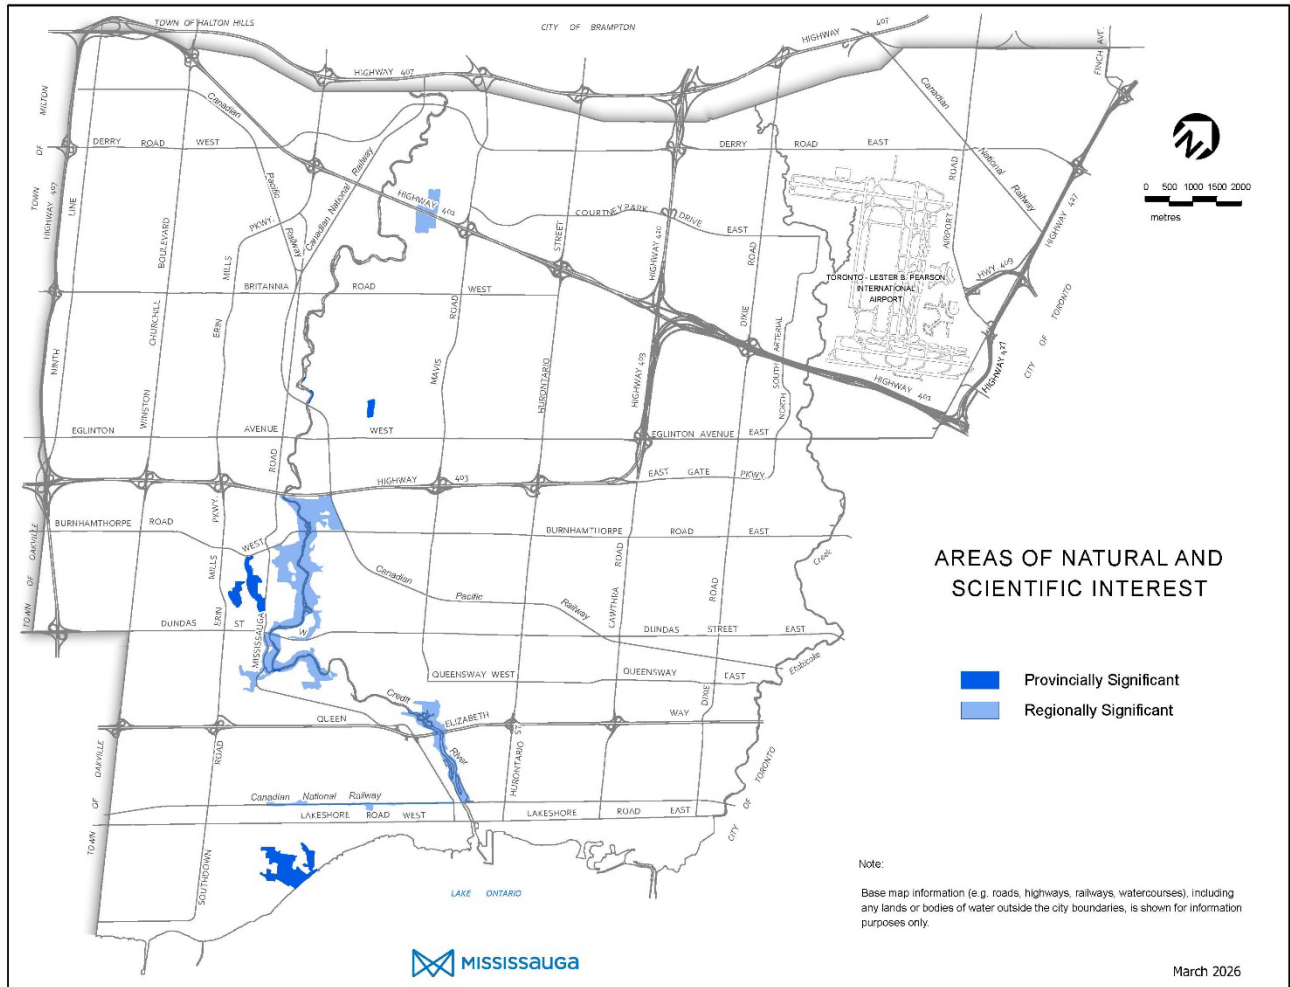 TOWN OF HALTON HILLS
CITY OF BRAMPTON
HIGHWAY 407
HIGHWAY 407
FINCH AVE.
TOWN OF MILTON
HIGHWAY 407
NINTH LINE
Canadian Pacific Railway
Canadian National Railway
Canadian National Railway
DERRY ROAD WEST
DERRY ROAD EAST
0 500 1000 1500 2000
metres
HIGHWAY 401
COURTNEYPARK DRIVE EAST
HIGHWAY 410
AIRPORT ROAD
HIGHWAY 427
HWY 409
TORONTO - LESTER B. PEARSON
INTERNATIONAL
AIRPORT
BRITANNIA ROAD WEST
WINSTON CHURCHILL BOULEVARD
ERIN MILLS PKWY.
MAVIS ROAD
HURONTARIO STREET
HIGHWAY 403
DIXIE ROAD
NORTH SOUTH ARTERIAL
HIGHWAY 401
HIGHWAY 427
CITY OF TORONTO
EGLINTON AVENUE WEST
EGLINTON AVENUE EAST
EAST GATE PKWY.
HIGHWAY 403
TOWN OF OAKVILLE
BURNHAMTHORPE ROAD WEST
BURNHAMTHORPE ROAD EAST
ERIN MILLS PKWY.
MISSISSAUGA ROAD
Canadian Pacific Railway
CAWTHRA ROAD
DIXIE ROAD
Etobicoke Creek
AREAS OF NATURAL AND
SCIENTIFIC INTEREST
DUNDAS ST W.
DUNDAS STREET EAST
QUEENSWAY WEST
QUEENSWAY EAST
Provincially Significant
Regionally Significant
Credit River
QUEEN ELIZABETH WAY
HURONTARIO ST.
TOWN OF OAKVILLE
SOUTHDOWN ROAD
Canadian National Railway
LAKESHORE ROAD WEST
LAKESHORE ROAD EAST
CITY OF TORONTO
LAKE ONTARIO
Note:
Base map information (e.g. roads, highways, railways, watercourses), including
any lands or bodies of water outside the city boundaries, is shown for information
purposes only.
MISSISSAUGA
March 2026